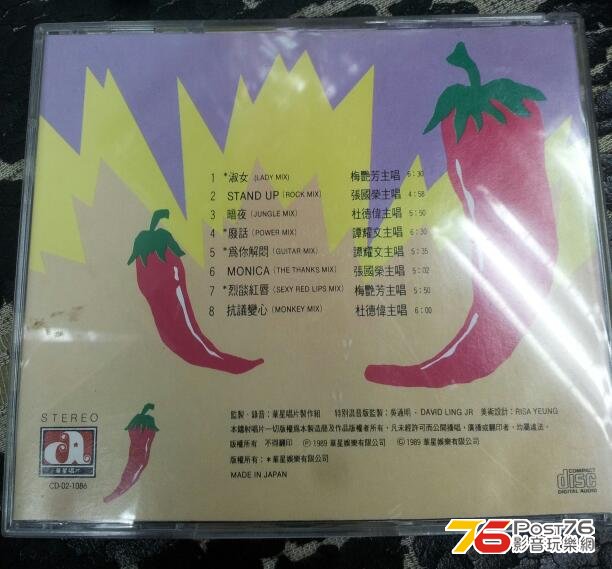 1 *淑女 (LADY MIX) 梅艷芳主唱 6:30
2 STAND UP (ROCK MIX) 張國榮主唱 4:58
3 暗夜 (JUNGLE MIX) 杜德偉主唱 5:50
4 *廢話 (POWER MIX) 譚耀文主唱 6:30
5 *為你解悶 (GUITAR MIX) 譚耀文主唱 5:35
6 MONICA (THE THANKS MIX) 張國榮主唱 5:02
7 *烈燄紅唇 (SEXY RED LIPS MIX) 梅艷芳主唱 5:50
8 抗議變心 (MONKEY MIX) 杜德偉主唱 6:00
監製・錄音：華星唱片製作組 特別混音版監製：吳通明・DAVID LING JR 美術設計：RISA YEUNG
本鐳射唱片一切版權為本製造廠及作品版權者所有，凡未經許可而公開播唱，廣播或翻印者，均屬違法。
版權所有 不得翻印 Ⓟ 1989 華星娛樂有限公司 © 1989 華星娛樂有限公司
版權所有：*華星娛樂有限公司
MADE IN JAPAN
STEREO
a
華星唱片
CD-02-1086
COMPACT
disc
DIGITAL AUDIO
76 POST76
影音玩樂網